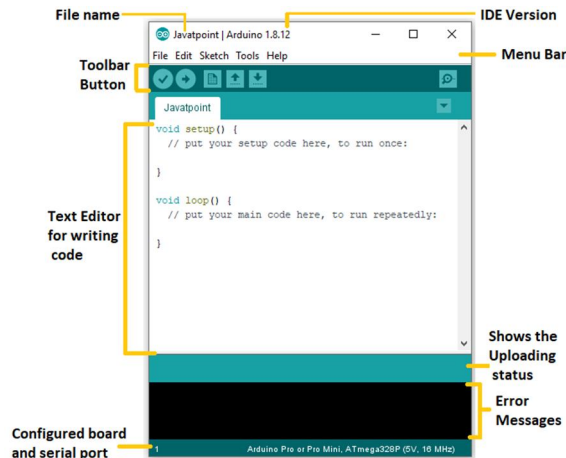 File name
IDE Version
Javatpoint | Arduino 1.8.12
File Edit Sketch Tools Help
Menu Bar
Toolbar
Button
Javatpoint
void setup() {
// put your setup code here, to run once:
}
void loop() {
// put your main code here, to run repeatedly:
}
Text Editor
for writing
code
Shows the
Uploading
status
Error
Messages
Configured board
and serial port
1
Arduino Pro or Pro Mini, ATmega328P (5V, 16 MHz)